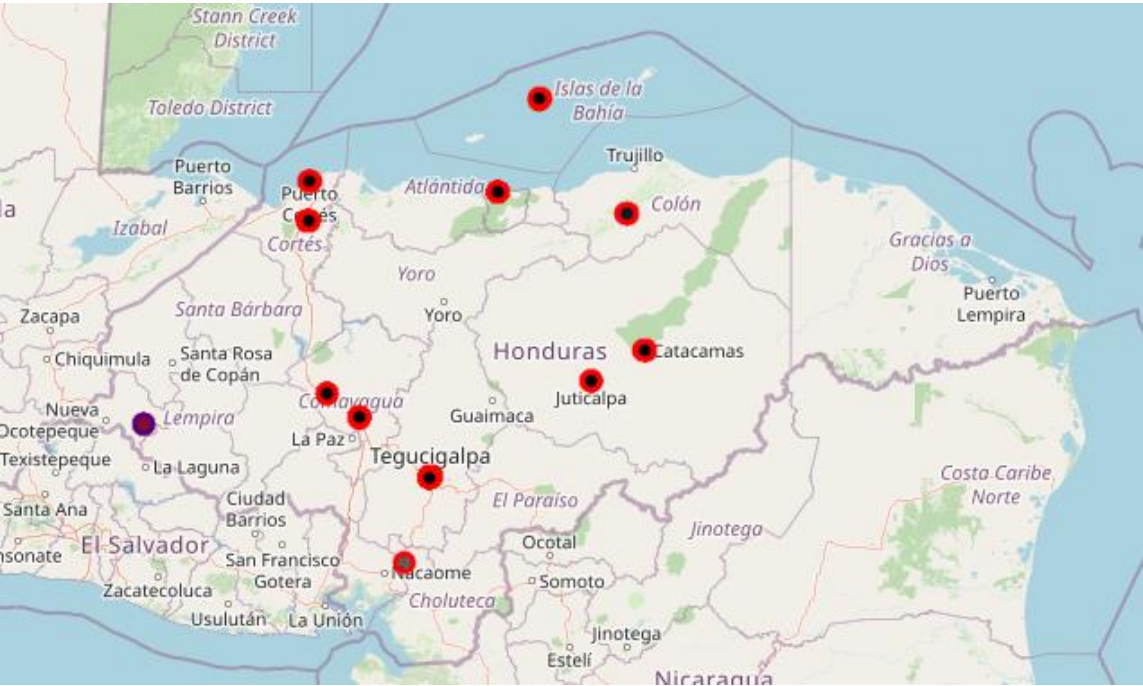 Stann Creek
District
Toledo District
Islas de la
Bahía
Puerto
Barrios
Trujillo
Puerto
Cortés
Atlántida
Colón
la
Izabal
Cortés
Gracias a
Dios
Yoro
Puerto
Lempira
Santa Bárbara
Zacapa
Yoro
Chiquimula
Santa Rosa
de Copán
Honduras
Catacamas
Juticalpa
Comayagua
Nueva
Ocotepeque
Lempira
Guaimaca
La Paz
Texistepeque
La Laguna
Tegucigalpa
Costa Caribe
Norte
Santa Ana
Ciudad
Barrios
El Paraíso
Jinotega
nsonate
El Salvador
San Francisco
Gotera
Ocotal
Nacaome
Somoto
Zacatecoluca
Choluteca
Usulután
La Unión
Jinotega
Estelí
Nicaragua